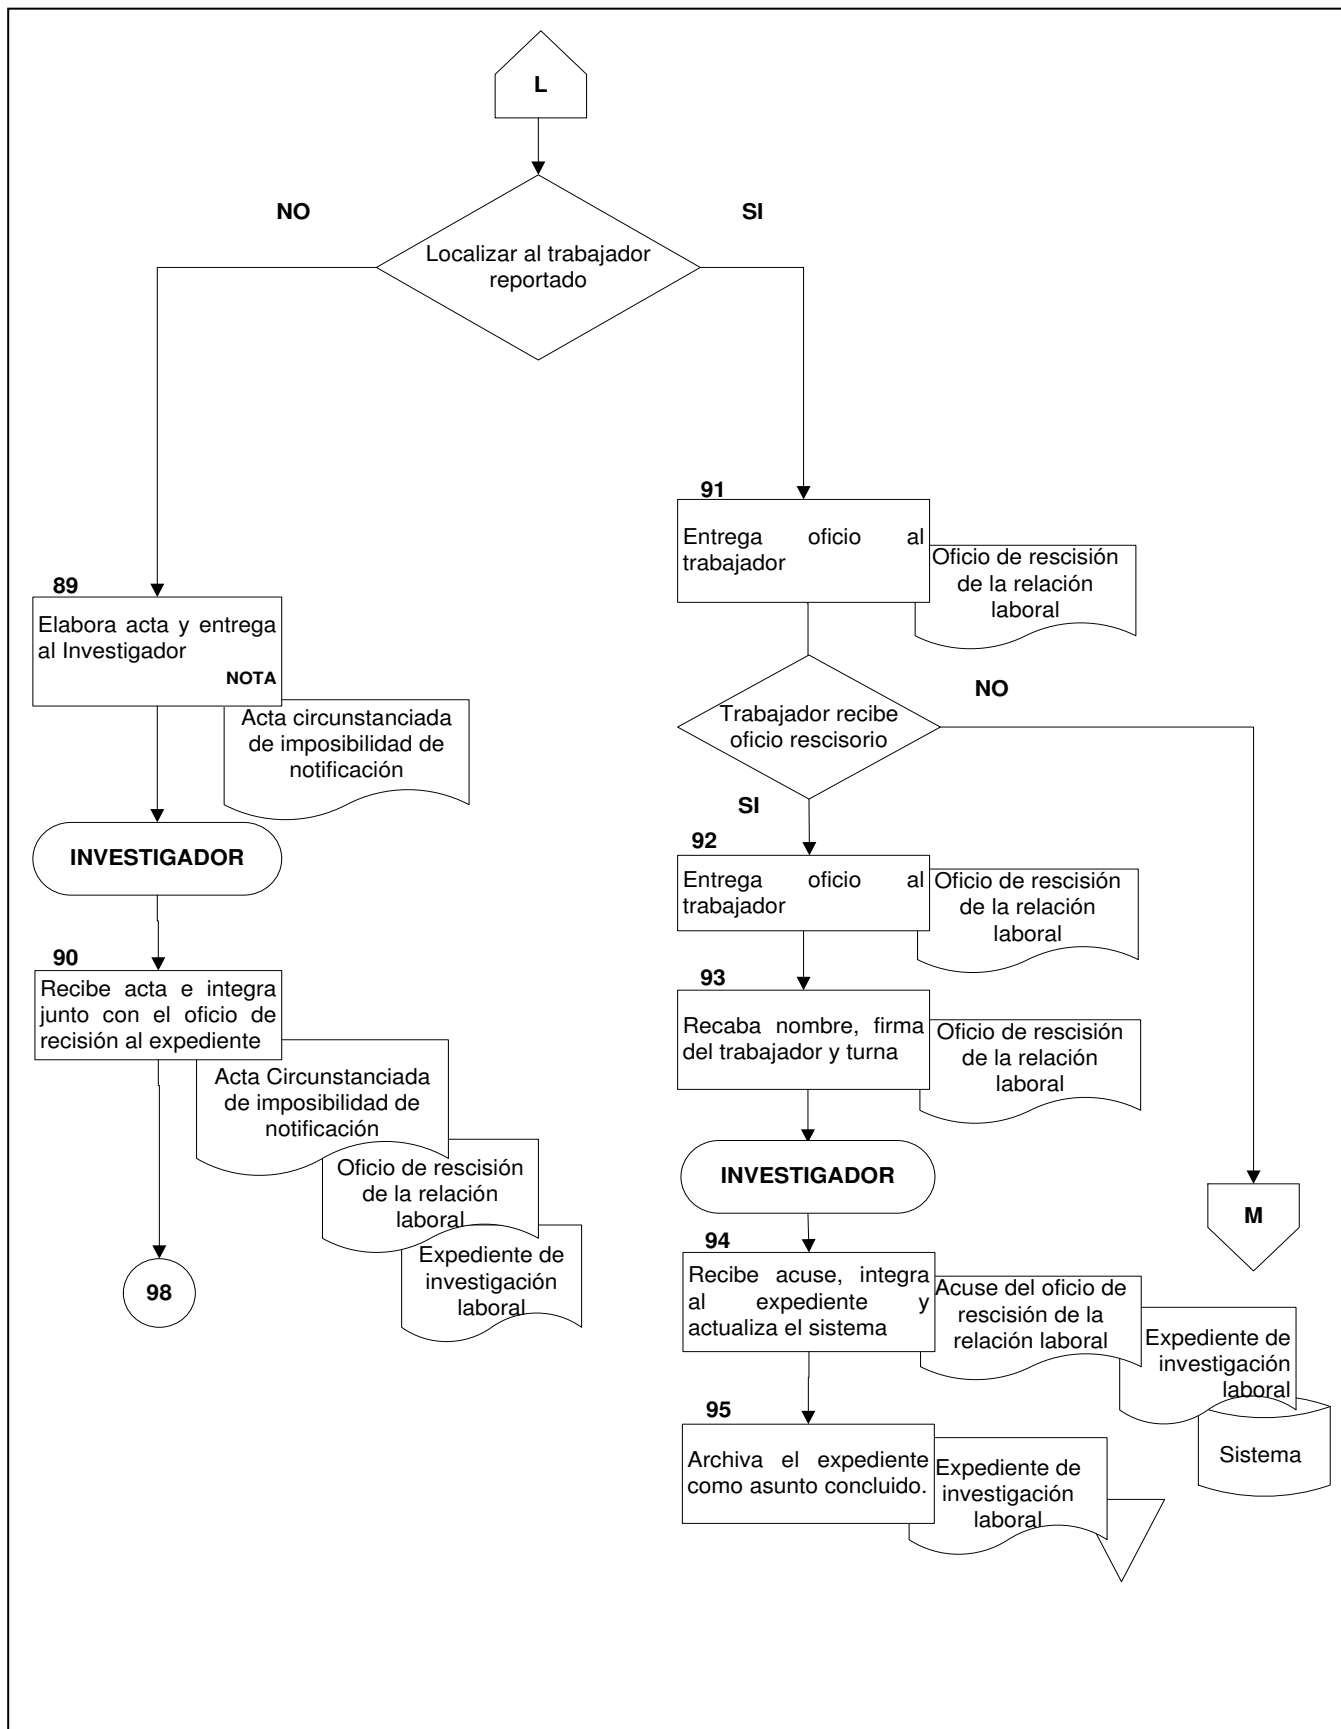 L
NO
SI
Localizar al trabajador
reportado
89
Elabora acta y entrega
al Investigador
NOTA
Acta circunstanciada
de imposibilidad de
notificación
INVESTIGADOR
90
Recibe acta e integra
junto con el oficio de
recisión al expediente
Acta Circunstanciada
de imposibilidad de
notificación
Oficio de rescisión
de la relación
laboral
Expediente de
investigación
laboral
98
91
Entrega oficio al
trabajador
Oficio de rescisión
de la relación
laboral
Trabajador recibe
oficio rescisorio
NO
SI
92
Entrega oficio al
trabajador
Oficio de rescisión
de la relación
laboral
93
Recaba nombre, firma
del trabajador y turna
Oficio de rescisión
de la relación
laboral
INVESTIGADOR
M
94
Recibe acuse, integra
al expediente y
actualiza el sistema
Acuse del oficio de
rescisión de la
relación laboral
Expediente de
investigación
laboral
Sistema
95
Archiva el expediente
como asunto concluido.
Expediente de
investigación
laboral